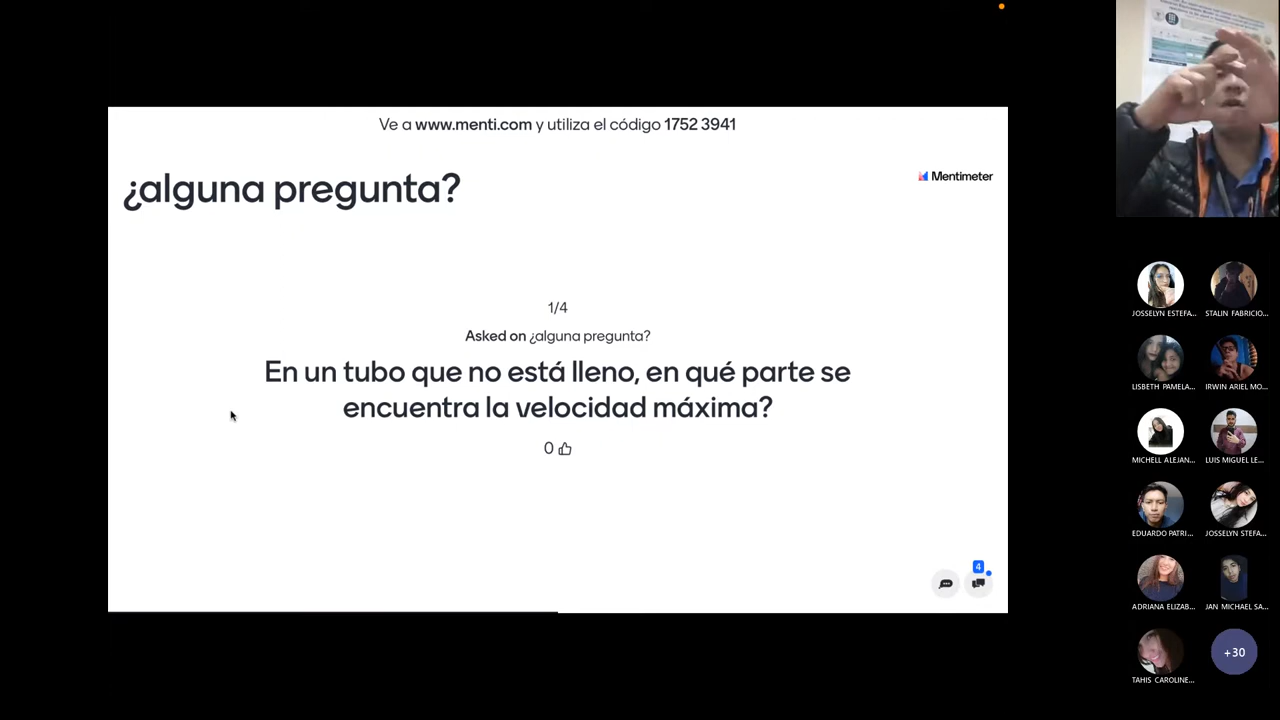 Ve a www.menti.com y utiliza el código 1752 3941
¿alguna pregunta?
Mentimeter
1/4
Asked on ¿alguna pregunta?
En un tubo que no está lleno, en qué parte se
encuentra la velocidad máxima?
0
4
JOSSELYN ESTEFA...
STALIN FABRICIO...
LISBETH PAMELA...
IRWIN ARIEL MO...
MICHELL ALEJAN...
LUIS MIGUEL LE...
EDUARDO PATRI...
JOSSELYN STEFA...
ADRIANA ELIZAB...
JAN MICHAEL SA...
TAHIS CAROLINE...
+30